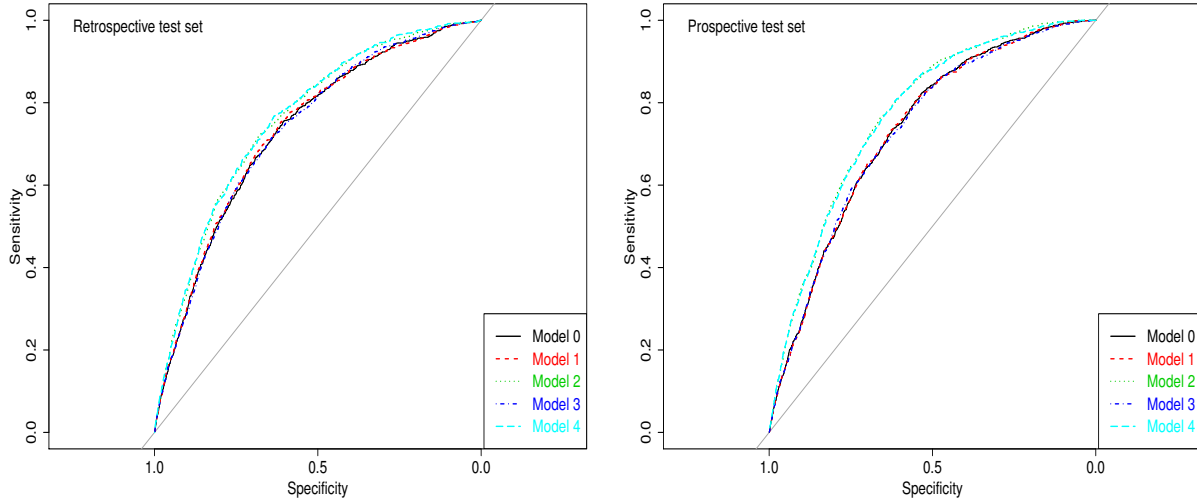 Retrospective test set
Sensitivity
0.0
0.2
0.4
0.6
0.8
1.0
1.0
0.5
0.0
Specificity
Model 0
Model 1
Model 2
Model 3
Model 4
Prospective test set
Sensitivity
0.0
0.2
0.4
0.6
0.8
1.0
1.0
0.5
0.0
Specificity
Model 0
Model 1
Model 2
Model 3
Model 4